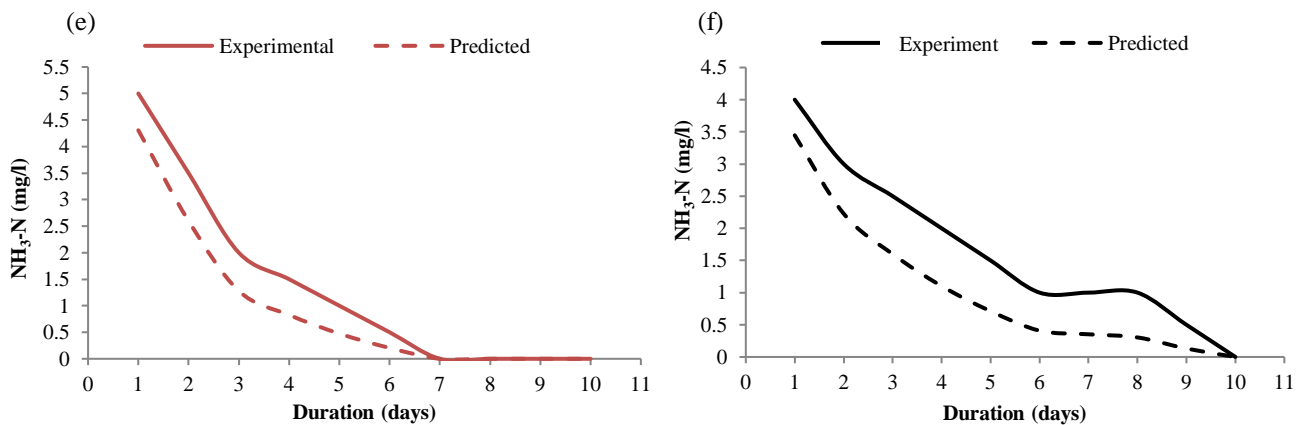 (e)
Experimental
Predicted
5.5
5
4.5
4
3.5
3
2.5
2
1.5
1
0.5
0
NH₃-N (mg/l)
0 1 2 3 4 5 6 7 8 9 10 11
Duration (days)
(f)
Experiment
Predicted
4.5
4
3.5
3
2.5
2
1.5
1
0.5
0
NH₃-N (mg/l)
0 1 2 3 4 5 6 7 8 9 10 11
Duration (days)